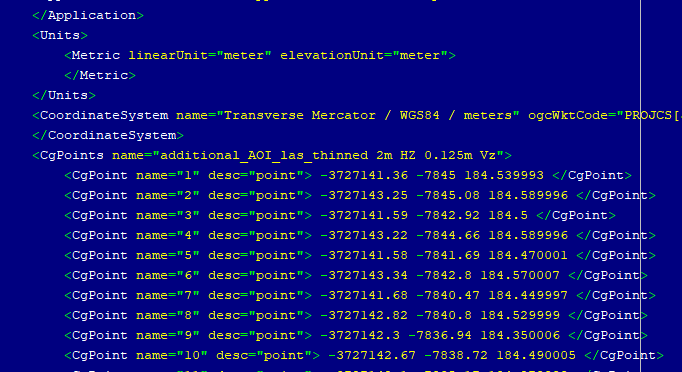 </Application>
<Units>
<Metric linearUnit="meter" elevationUnit="meter">
</Metric>
</Units>
<CoordinateSystem name="Transverse Mercator / WGS84 / meters" ogcWktCode="PROJCS[
</CoordinateSystem>
<CgPoints name="additional_AOI_las_thinned 2m HZ 0.125m Vz">
<CgPoint name="1" desc="point"> -3727141.36 -7845 184.539993 </CgPoint>
<CgPoint name="2" desc="point"> -3727143.25 -7845.08 184.589996 </CgPoint>
<CgPoint name="3" desc="point"> -3727141.59 -7842.92 184.5 </CgPoint>
<CgPoint name="4" desc="point"> -3727143.22 -7844.66 184.589996 </CgPoint>
<CgPoint name="5" desc="point"> -3727141.58 -7841.69 184.470001 </CgPoint>
<CgPoint name="6" desc="point"> -3727143.34 -7842.8 184.570007 </CgPoint>
<CgPoint name="7" desc="point"> -3727141.68 -7840.47 184.449997 </CgPoint>
<CgPoint name="8" desc="point"> -3727142.82 -7840.8 184.529999 </CgPoint>
<CgPoint name="9" desc="point"> -3727142.3 -7836.94 184.350006 </CgPoint>
<CgPoint name="10" desc="point"> -3727142.67 -7838.72 184.490005 </CgPoint>